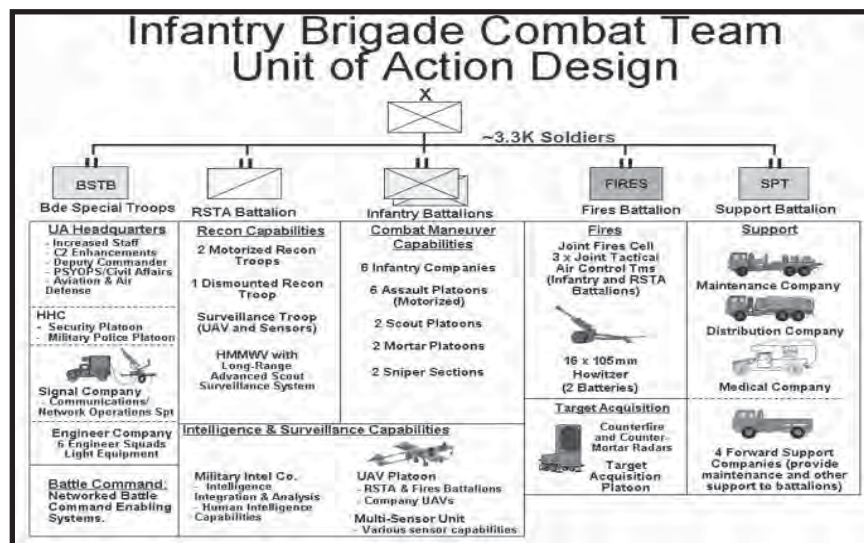 Infantry Brigade Combat Team
Unit of Action Design
X
~3.3K Soldiers
BSTB
Bde Special Troops
RSTA Battalion
Infantry Battalions
FIRES
Fires Battalion
SPT
Support Battalion
UA Headquarters
- Increased Staff
- C2 Enhancements
- Deputy Commander
- PSYOPS/Civil Affairs
- Aviation & Air
Defense
HHC
- Security Platoon
- Military Police Platoon
Signal Company
- Communications/
Network Operations Spt
Engineer Company
6 Engineer Squads
Light Equipment
Battle Command:
Networked Battle
Command Enabling
Systems.
Recon Capabilities
2 Motorized Recon
Troops
1 Dismounted Recon
Troop
Surveillance Troop
(UAV and Sensors)
HMMWV with
Long-Range
Advanced Scout
Surveillance System
Combat Maneuver
Capabilities
6 Infantry Companies
6 Assault Platoons
(Motorized)
2 Scout Platoons
2 Mortar Platoons
2 Sniper Sections
Intelligence & Surveillance Capabilities
Military Intel Co.
- Intelligence
Integration & Analysis
- Human Intelligence
Capabilities
UAV Platoon
- RSTA & Fires Battalions
- Company UAVs
Multi-Sensor Unit
- Various sensor capabilities
Fires
Joint Fires Cell
3 x Joint Tactical
Air Control Tms
(Infantry and RSTA
Battalions)
16 x 105mm
Howitzer
(2 Batteries)
Target Acquisition
Counterfire
and Counter-
Mortar Radars
Target
Acquisition
Platoon
Support
Maintenance Company
Distribution Company
Medical Company
4 Forward Support
Companies (provide
maintenance and other
support to battalions)